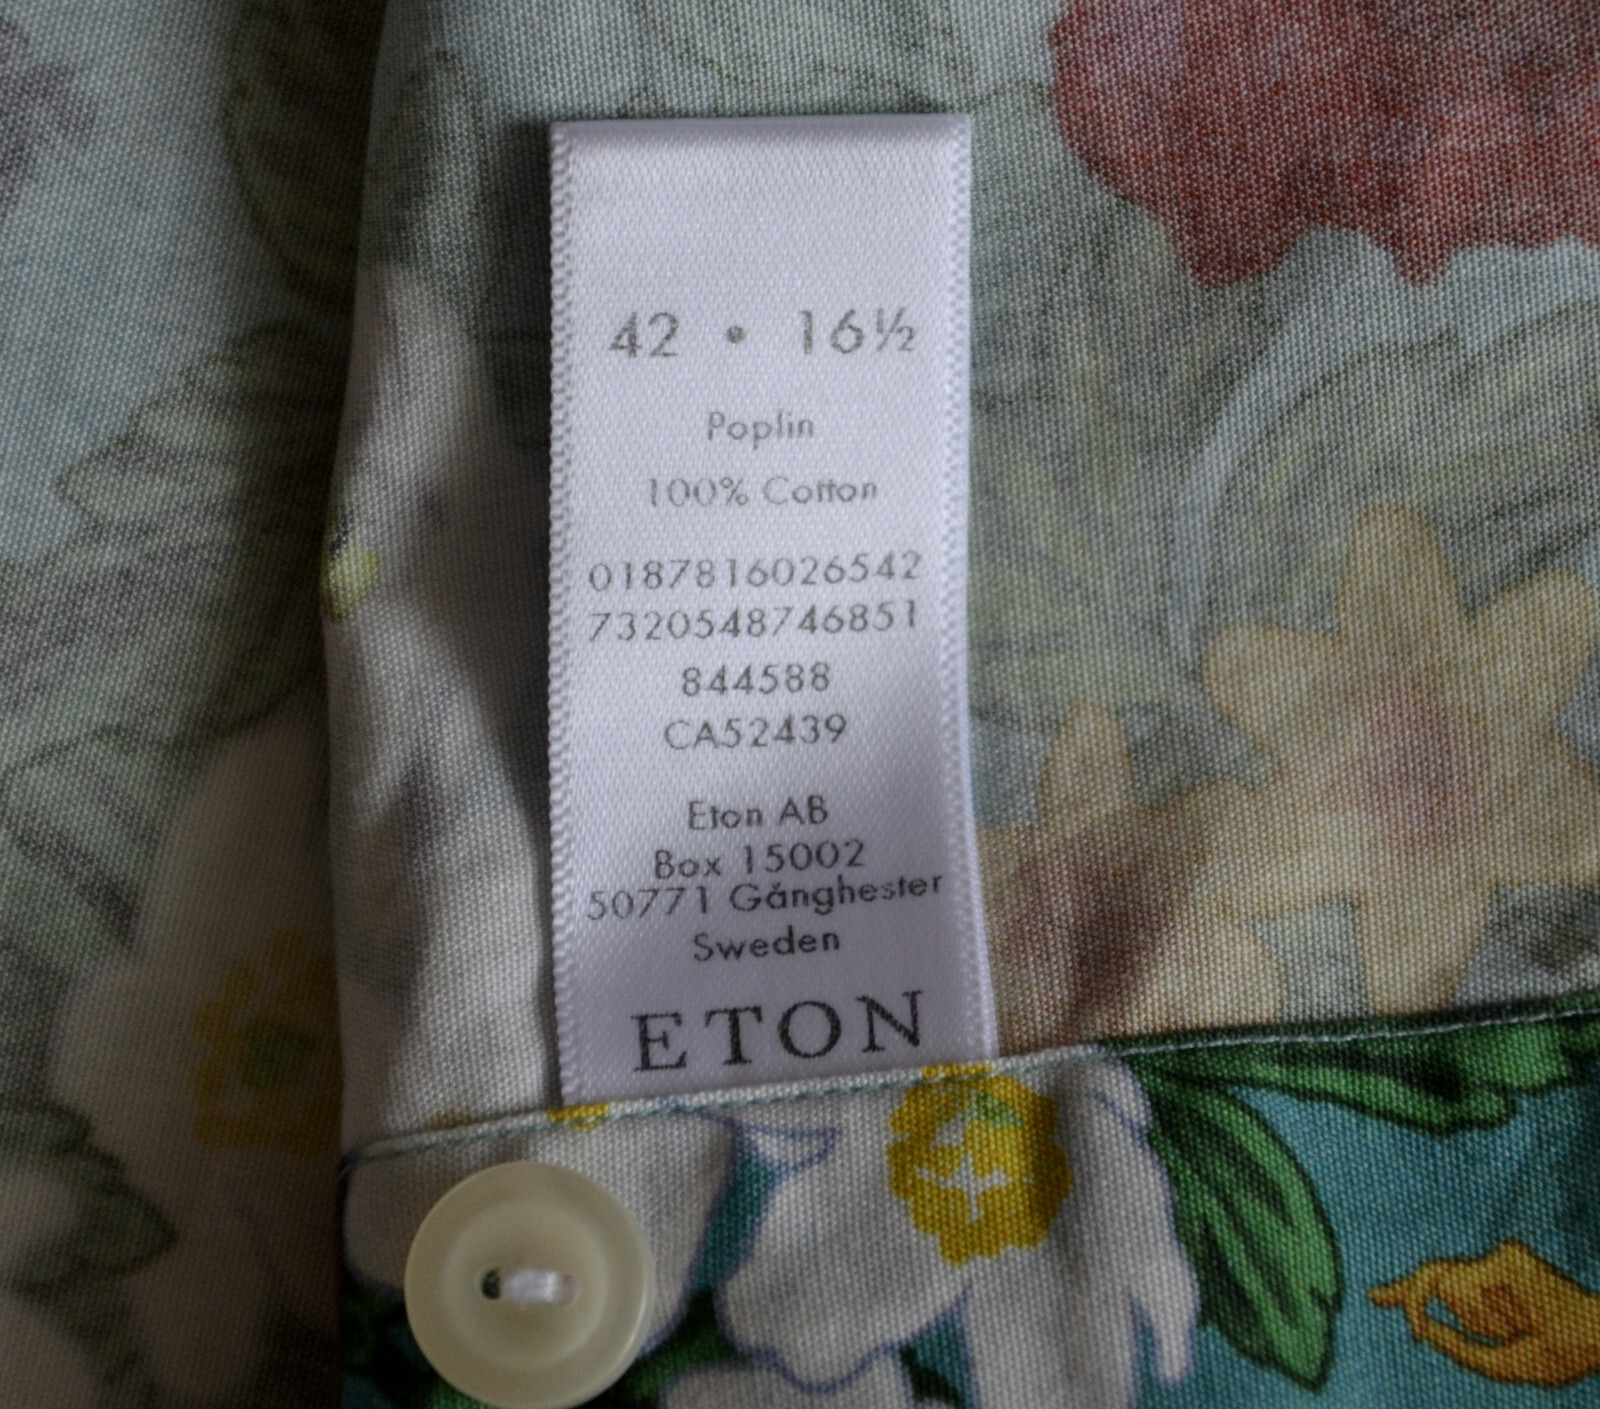 42 • 16½
Poplin
100% Cotton
0187816026542
7320548746851
844588
CA52439
Eton AB
Box 15002
50771 Gånghester
Sweden
ETON